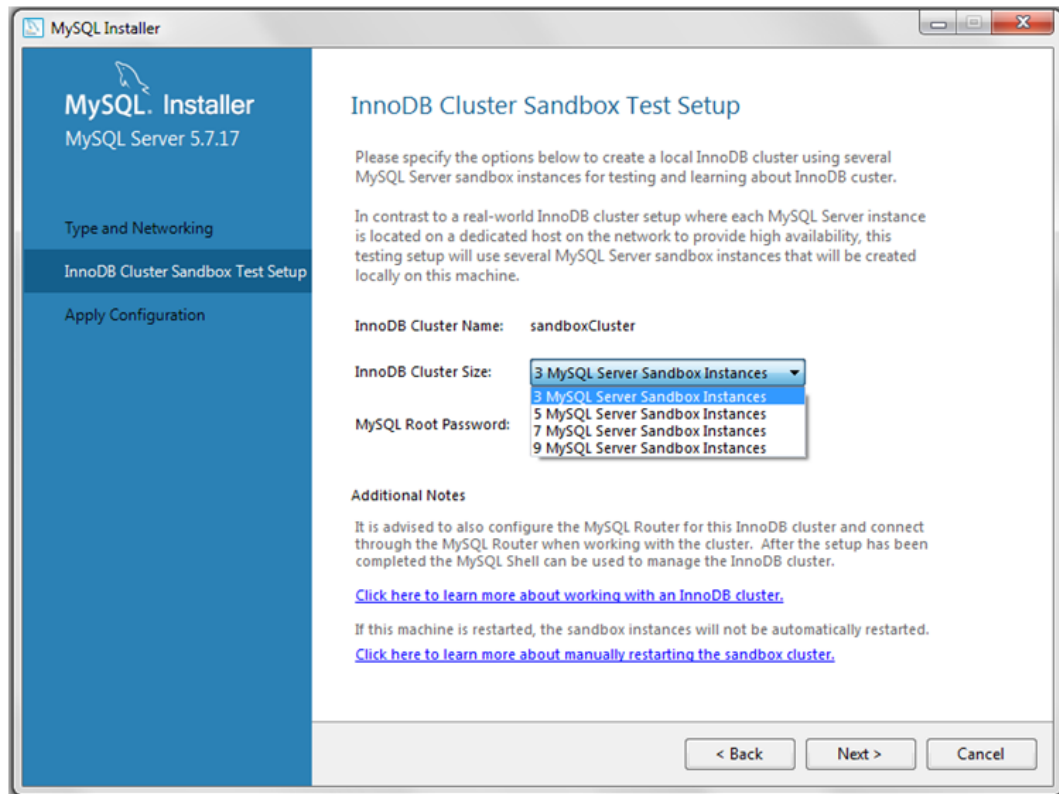 MySQL Installer
MySQL. Installer
MySQL Server 5.7.17
Type and Networking
InnoDB Cluster Sandbox Test Setup
Apply Configuration
InnoDB Cluster Sandbox Test Setup
Please specify the options below to create a local InnoDB cluster using several
MySQL Server sandbox instances for testing and learning about InnoDB custer.
In contrast to a real-world InnoDB cluster setup where each MySQL Server instance
is located on a dedicated host on the network to provide high availability, this
testing setup will use several MySQL Server sandbox instances that will be created
locally on this machine.
InnoDB Cluster Name: sandboxCluster
InnoDB Cluster Size: 3 MySQL Server Sandbox Instances
3 MySQL Server Sandbox Instances
5 MySQL Server Sandbox Instances
7 MySQL Server Sandbox Instances
9 MySQL Server Sandbox Instances
MySQL Root Password:
Additional Notes
It is advised to also configure the MySQL Router for this InnoDB cluster and connect
through the MySQL Router when working with the cluster. After the setup has been
completed the MySQL Shell can be used to manage the InnoDB cluster.
Click here to learn more about working with an InnoDB cluster.
If this machine is restarted, the sandbox instances will not be automatically restarted.
Click here to learn more about manually restarting the sandbox cluster.
< Back Next > Cancel